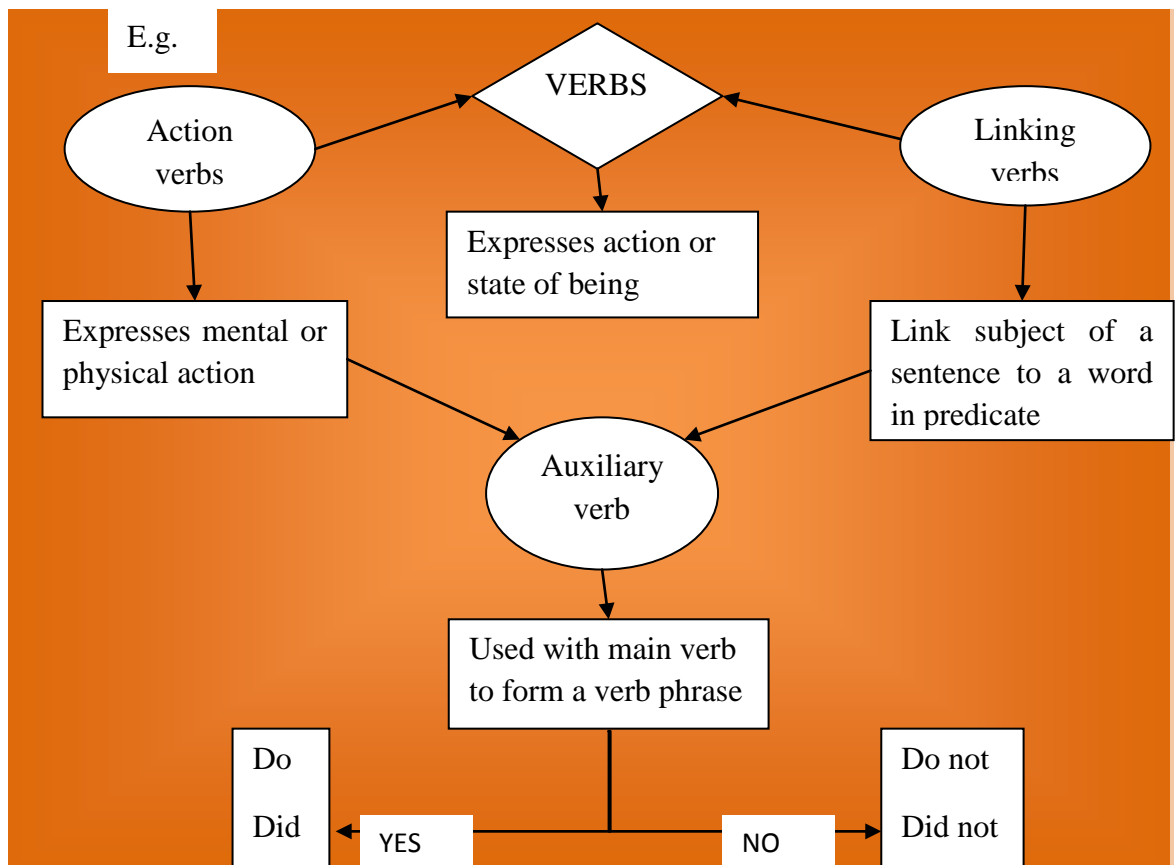 E.g.
VERBS
Action
verbs
Linking
verbs
Expresses action or
state of being
Expresses mental or
physical action
Link subject of a
sentence to a word
in predicate
Auxiliary
verb
Used with main verb
to form a verb phrase
Do
Did
YES
NO
Do not
Did not